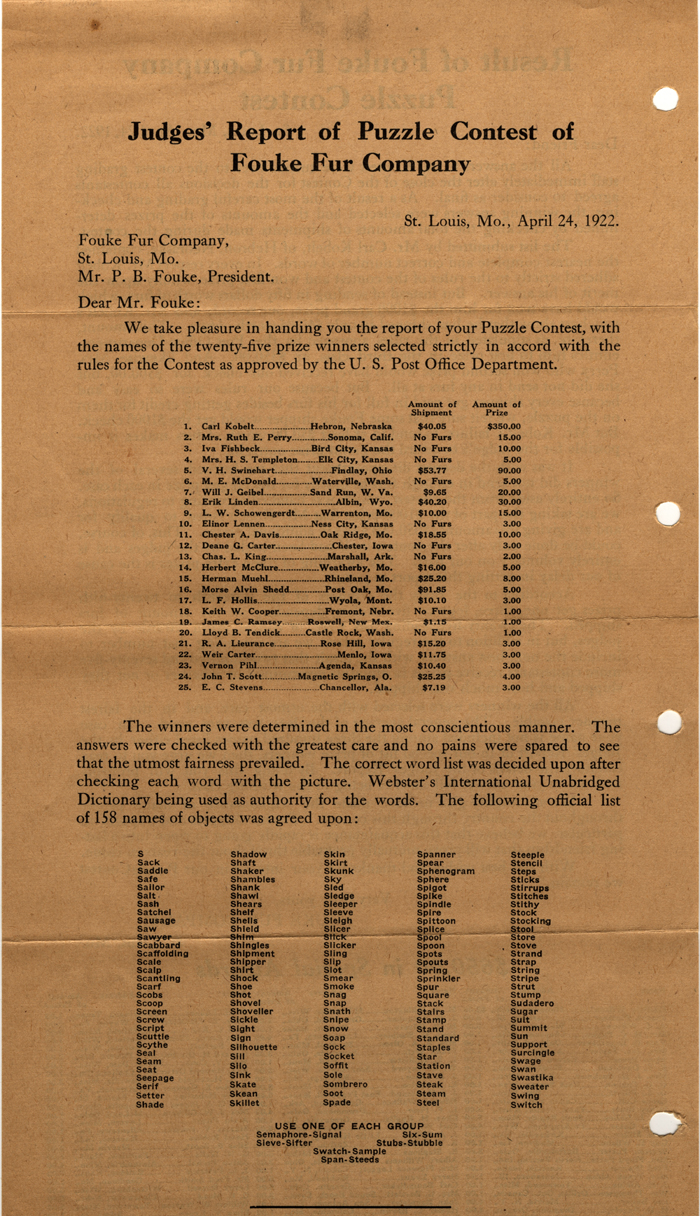 Judges' Report of Puzzle Contest of
Fouke Fur Company
St. Louis, Mo., April 24, 1922.
Fouke Fur Company,
St. Louis, Mo.
Mr. P. B. Fouke, President.
Dear Mr. Fouke:
We take pleasure in handing you the report of your Puzzle Contest, with
the names of the twenty-five prize winners selected strictly in accord with the
rules for the Contest as approved by the U. S. Post Office Department.
Amount of Amount of
Shipment Prize
1. Carl Kobelt......................Hebron, Nebraska $40.05 $350.00
2. Mrs. Ruth E. Perry..............Sonoma, Calif. No Furs 15.00
3. Iva Fishbeck......................Bird City, Kansas No Furs 10.00
4. Mrs. H. S. Templeton........Elk City, Kansas No Furs 5.00
5. V. H. Swinehart......................Findlay, Ohio $53.77 90.00
6. M. E. McDonald..............Waterville, Wash. No Furs 5.00
7. Will J. Geibel..................Sand Run, W. Va. $9.65 20.00
8. Erik Linden..............................Albin, Wyo. $40.20 30.00
9. L. W. Schowengerdt........Warrenton, Mo. $10.00 15.00
10. Elinor Lennen..................Ness City, Kansas No Furs 3.00
11. Chester A. Davis................Oak Ridge, Mo. $18.55 10.00
12. Deane G. Carter......................Chester, Iowa No Furs 3.00
13. Chas. L. King......................Marshall, Ark. No Furs 2.00
14. Herbert McClure................Weatherby, Mo. $16.00 5.00
15. Herman Muehl......................Rhineland, Mo. $25.20 8.00
16. Morse Alvin Shedd..............Post Oak, Mo. $91.85 5.00
17. L. F. Hollis..........................Wyola, Mont. $10.10 3.00
18. Keith W. Cooper................Fremont, Nebr. No Furs 1.00
19. James C. Ramsey........Roswell, New Mex. $1.15 1.00
20. Lloyd B. Tendick........Castle Rock, Wash. No Furs 1.00
21. R. A. Lieurance....................Rose Hill, Iowa $15.20 3.00
22. Weir Carter..............................Menlo, Iowa $11.75 3.00
23. Vernon Pihl..........................Agenda, Kansas $10.40 3.00
24. John T. Scott..............Magnetic Springs, O. $25.25 4.00
25. E. C. Stevens......................Chancellor, Ala. $7.19 3.00
The winners were determined in the most conscientious manner. The
answers were checked with the greatest care and no pains were spared to see
that the utmost fairness prevailed. The correct word list was decided upon after
checking each word with the picture. Webster's International Unabridged
Dictionary being used as authority for the words. The following official list
of 158 names of objects was agreed upon:
S
Sack
Saddle
Safe
Sailor
Salt
Sash
Satchel
Sausage
Saw
Sawyer
Scabbard
Scaffolding
Scale
Scalp
Scantling
Scarf
Scobs
Scoop
Screen
Screw
Script
Scuttle
Scythe
Seal
Seam
Seat
Seepage
Serif
Setter
Shade
Shadow
Shaft
Shaker
Shambles
Shank
Shawl
Shears
Shelf
Shells
Shield
Shim
Shingles
Shipment
Shipper
Shirt
Shock
Shoe
Shot
Shovel
Shoveller
Sickle
Sight
Sign
Silhouette
Sill
Silo
Sink
Skate
Skean
Skillet
Skin
Skirt
Skunk
Sky
Sled
Sledge
Sleeper
Sleeve
Sleigh
Slicer
Slick
Slicker
Sling
Slip
Slot
Smear
Smoke
Snag
Snap
Snath
Snipe
Snow
Soap
Sock
Socket
Soffit
Sole
Sombrero
Soot
Spade
Spanner
Spear
Sphenogram
Sphere
Spigot
Spike
Spindle
Spire
Spittoon
Splice
Spool
Spoon
Spots
Spouts
Spring
Sprinkler
Spur
Square
Stack
Stairs
Stamp
Stand
Standard
Staples
Star
Station
Stave
Steak
Steam
Steel
Steeple
Stencil
Steps
Sticks
Stirrups
Stitches
Stithy
Stock
Stocking
Stool
Store
Stove
Strand
Strap
String
Stripe
Strut
Stump
Sudadero
Sugar
Suit
Summit
Sun
Support
Surcingle
Swage
Swan
Swastika
Sweater
Swing
Switch
USE ONE OF EACH GROUP
Semaphore-Signal Six-Sum
Sieve-Sifter Stubs-Stubble
Swatch-Sample
Span-Steeds